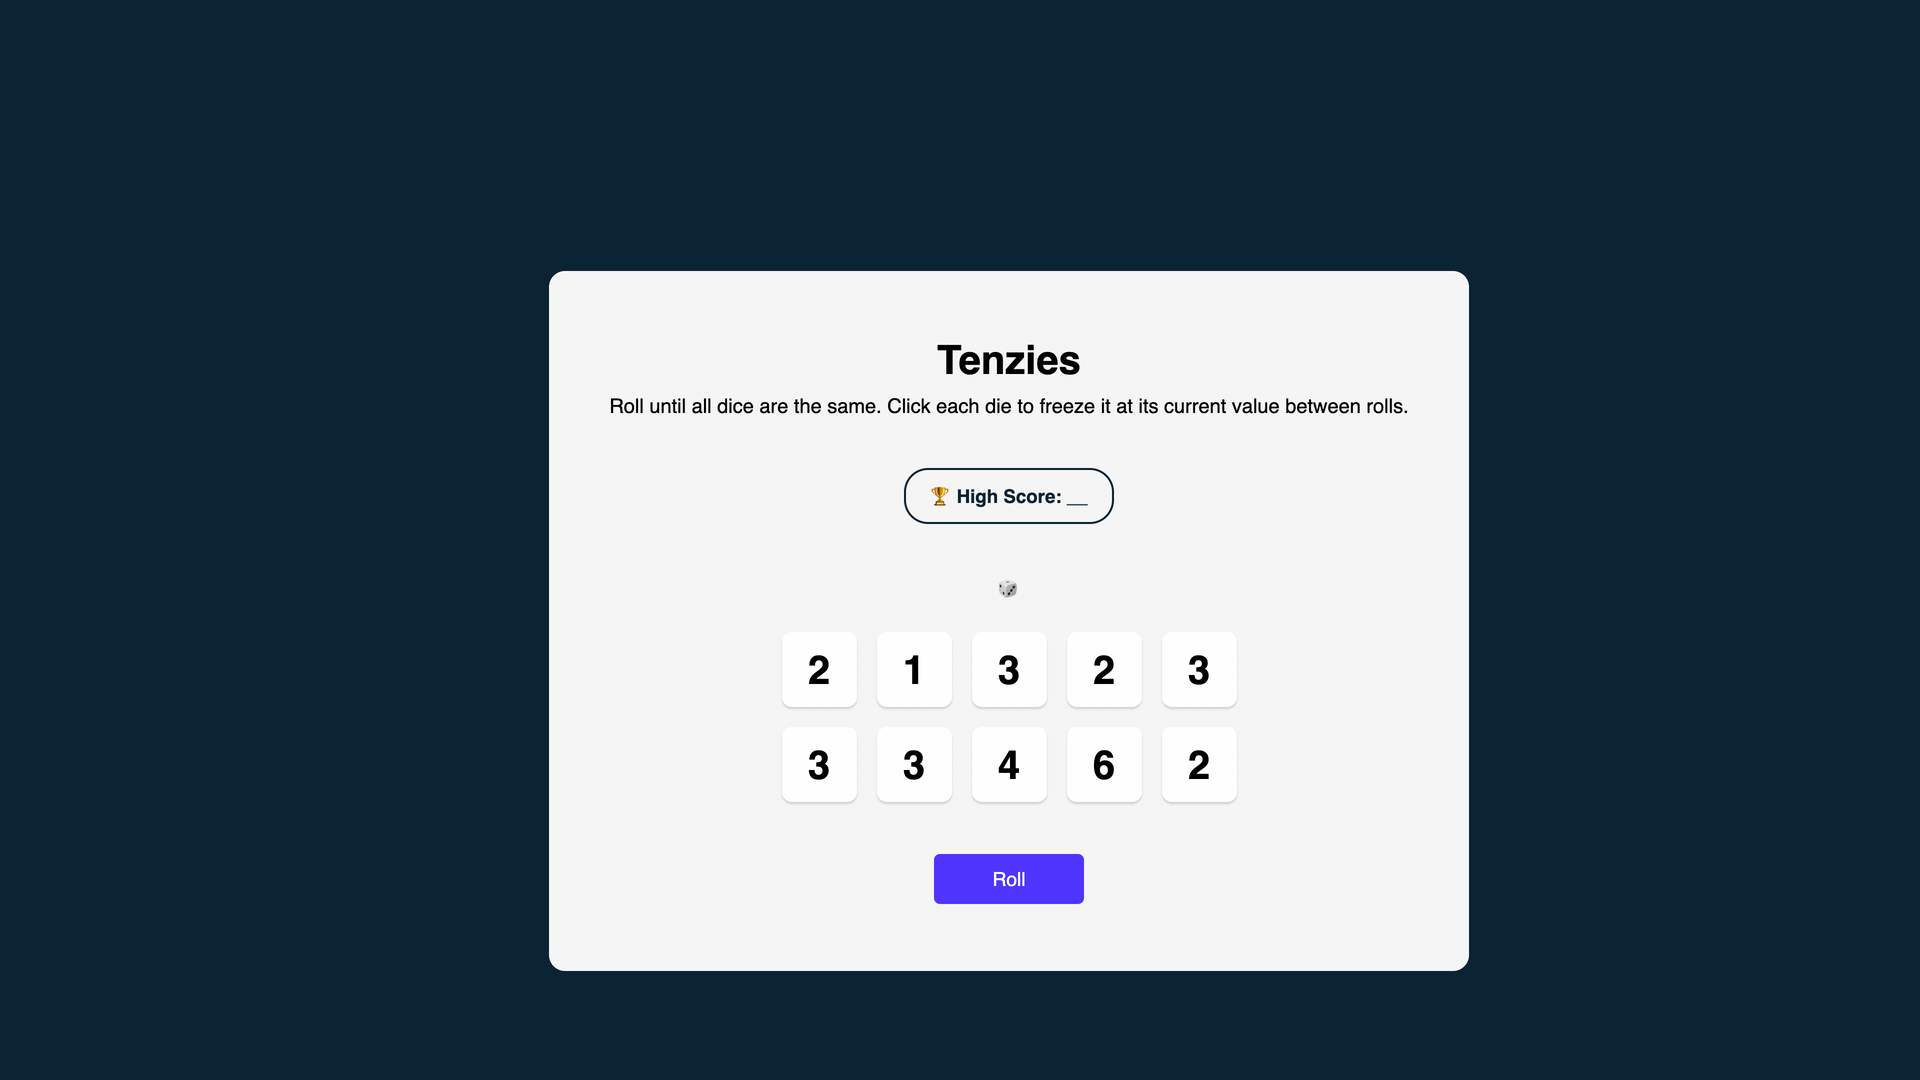 Tenzies
Roll until all dice are the same. Click each die to freeze it at its current value between rolls.
🏆 High Score: __
🎲
2 1 3 2 3
3 3 4 6 2
Roll